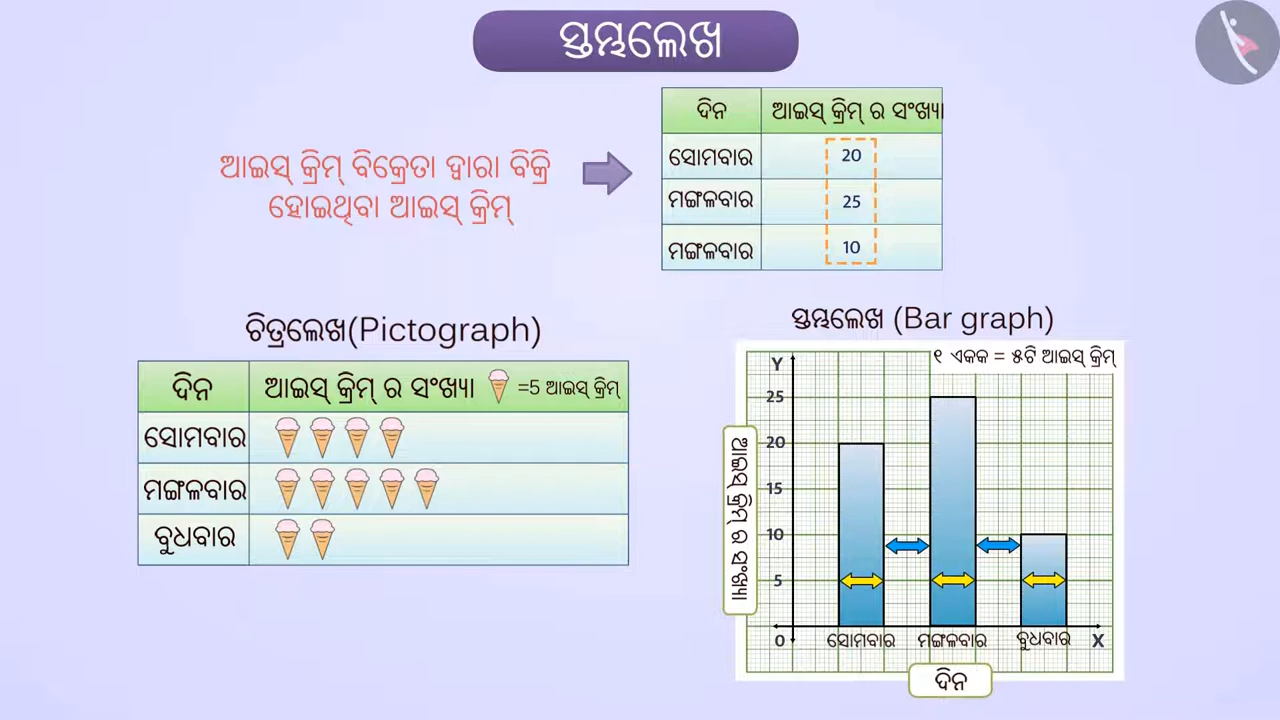 ସ୍ତମ୍ଭଲେଖ
ଆଇସ୍ କ୍ରିମ୍ ବିକ୍ରେତା ଦ୍ୱାରା ବିକ୍ରି
ହୋଇଥିବା ଆଇସ୍ କ୍ରିମ୍
ଦିନ ଆଇସ୍ କ୍ରିମ୍ ର ସଂଖ୍ୟା
ସୋମବାର 20
ମଙ୍ଗଳବାର 25
ମଙ୍ଗଳବାର 10
ଚିତ୍ରଲେଖ(Pictograph)
ଦିନ ଆଇସ୍ କ୍ରିମ୍ ର ସଂଖ୍ୟା =5 ଆଇସ୍ କ୍ରିମ୍
ସୋମବାର
ମଙ୍ଗଳବାର
ବୁଧବାର
ସ୍ତମ୍ଭଲେଖ (Bar graph)
୧ ଏକକ = ୫ଟି ଆଇସ୍ କ୍ରିମ୍
Y
25
20
15
10
5
ଆଇସ୍ କ୍ରିମ୍ ର ସଂଖ୍ୟା
O ସୋମବାର ମଙ୍ଗଳବାର ବୁଧବାର X
ଦିନ